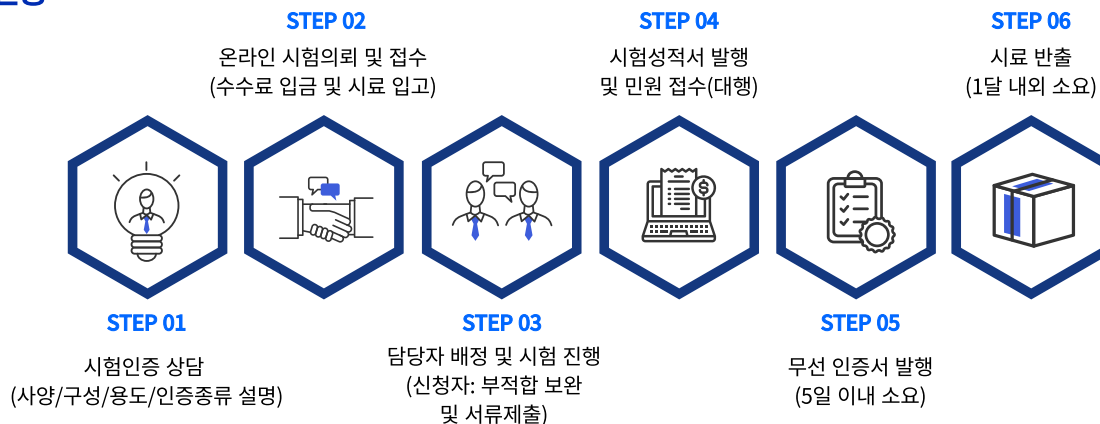 STEP 01
시험인증 상담
(사양/구성/용도/인증종류 설명)
STEP 02
온라인 시험의뢰 및 접수
(수수료 입금 및 시료 입고)
STEP 03
담당자 배정 및 시험 진행
(신청자: 부적합 보완
및 서류제출)
STEP 04
시험성적서 발행
및 민원 접수(대행)
STEP 05
무선 인증서 발행
(5일 이내 소요)
STEP 06
시료 반출
(1달 내외 소요)